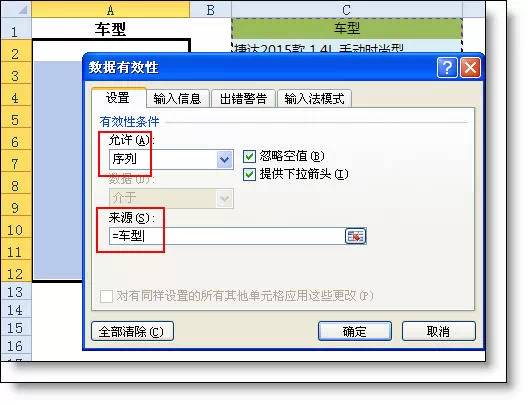 A B C
1 车型 车型
2 捷达2015款 1.4L 手动时尚型
3
4
5
6
7
8
9
10
11
12
13
14
15
16
数据有效性
设置 输入信息 出错警告 输入法模式
有效性条件
允许(A):
序列 忽略空值(B)
数据(D): 提供下拉箭头(I)
介于
来源(S):
=车型
对有同样设置的所有其他单元格应用这些更改(P)
全部清除(C) 确定 取消